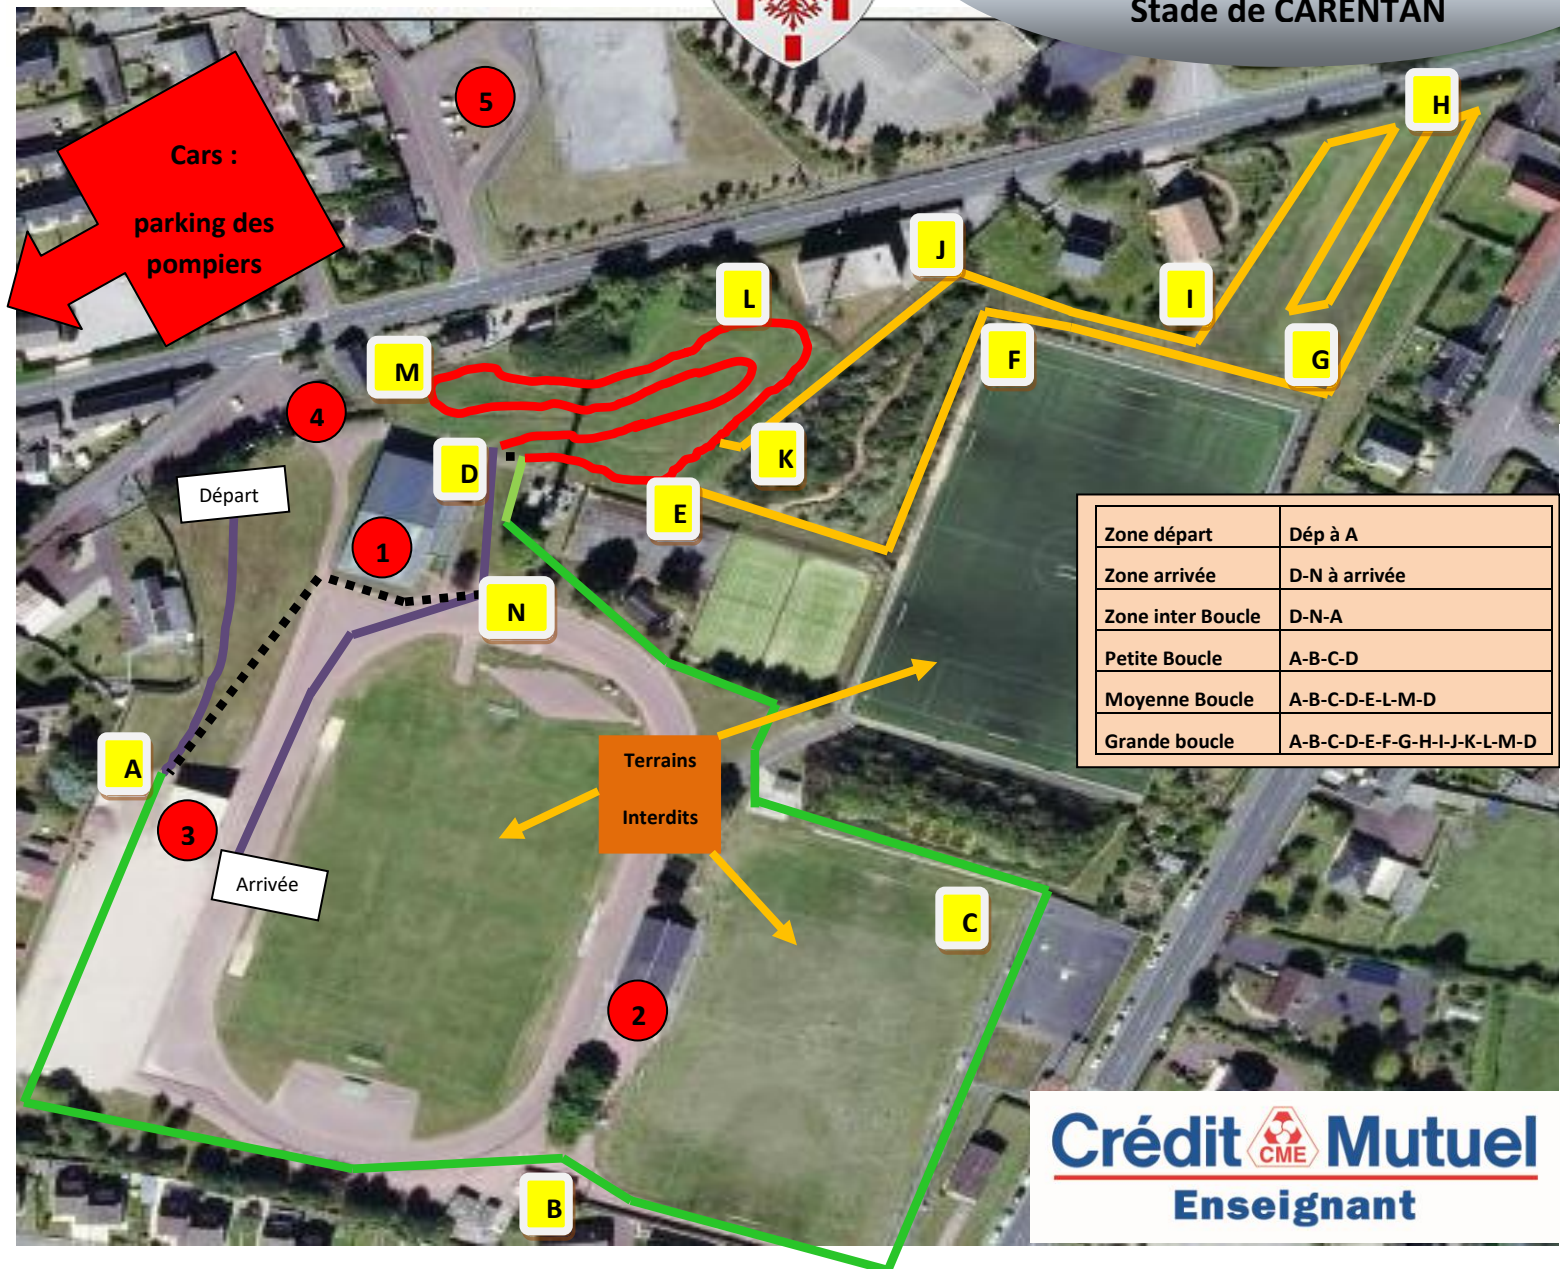 Stade de CARENTAN
5
H
Cars :
parking des
pompiers
J
L
I
M
F
G
4
K
D
Départ
E
1
N
Zone départ Dép à A
Zone arrivée D-N à arrivée
Zone inter Boucle D-N-A
Petite Boucle A-B-C-D
Moyenne Boucle A-B-C-D-E-L-M-D
Grande boucle A-B-C-D-E-F-G-H-I-J-K-L-M-D
A
Terrains
Interdits
3
Arrivée
C
2
B
Crédit CME Mutuel
Enseignant